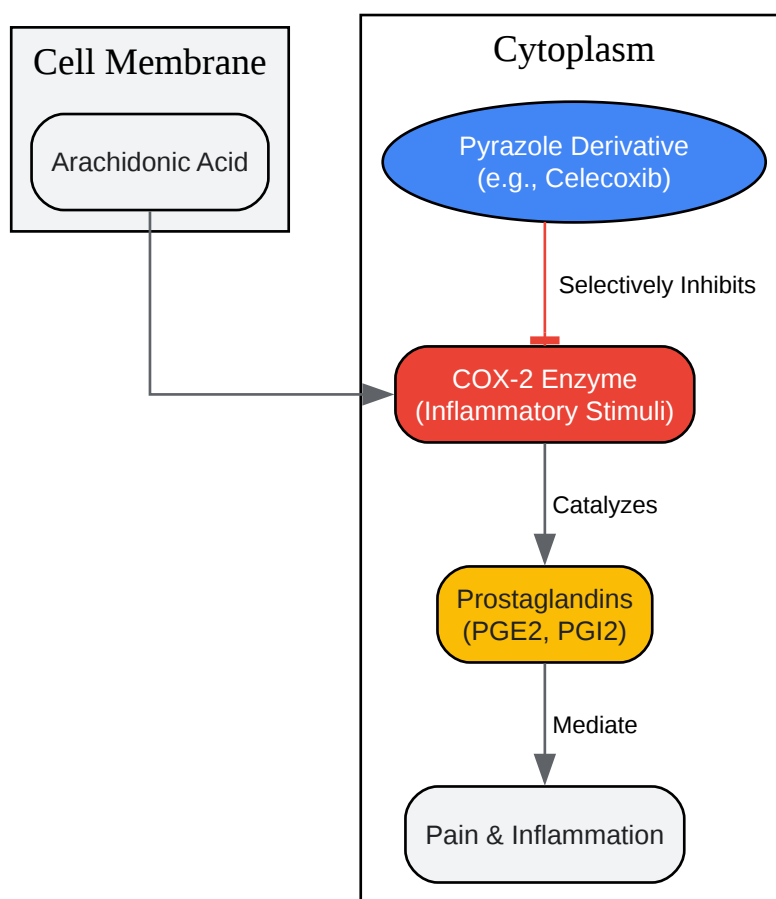 Cell Membrane
Arachidonic Acid
Cytoplasm
Pyrazole Derivative
(e.g., Celecoxib)
Selectively Inhibits
COX-2 Enzyme
(Inflammatory Stimuli)
Catalyzes
Prostaglandins
(PGE2, PGI2)
Mediate
Pain & Inflammation